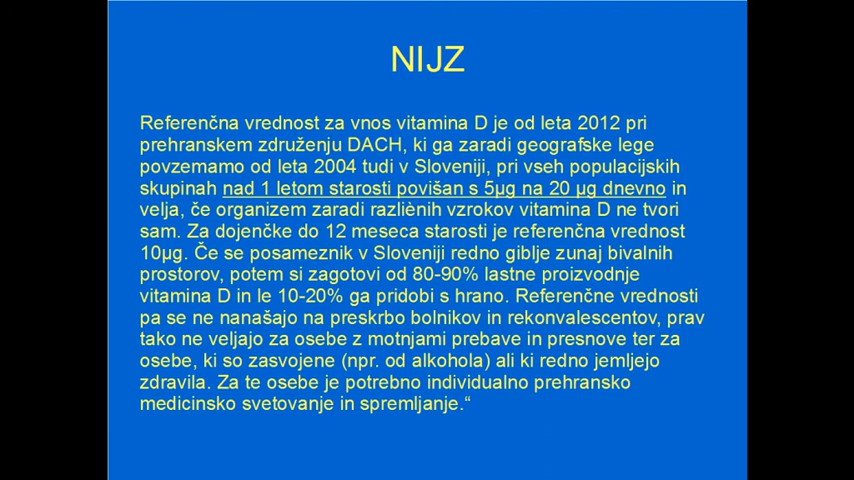 NIJZ
Referenčna vrednost za vnos vitamina D je od leta 2012 pri
prehranskem združenju DACH, ki ga zaradi geografske lege
povzemamo od leta 2004 tudi v Sloveniji, pri vseh populacijskih
skupinah nad 1 letom starosti povišan s 5µg na 20 µg dnevno in
velja, če organizem zaradi razliènih vzrokov vitamina D ne tvori
sam. Za dojenčke do 12 meseca starosti je referenčna vrednost
10µg. Če se posameznik v Sloveniji redno giblje zunaj bivalnih
prostorov, potem si zagotovi od 80-90% lastne proizvodnje
vitamina D in le 10-20% ga pridobi s hrano. Referenčne vrednosti
pa se ne nanašajo na preskrbo bolnikov in rekonvalescentov, prav
tako ne veljajo za osebe z motnjami prebave in presnove ter za
osebe, ki so zasvojene (npr. od alkohola) ali ki redno jemljejo
zdravila. Za te osebe je potrebno individualno prehransko
medicinsko svetovanje in spremljanje.“